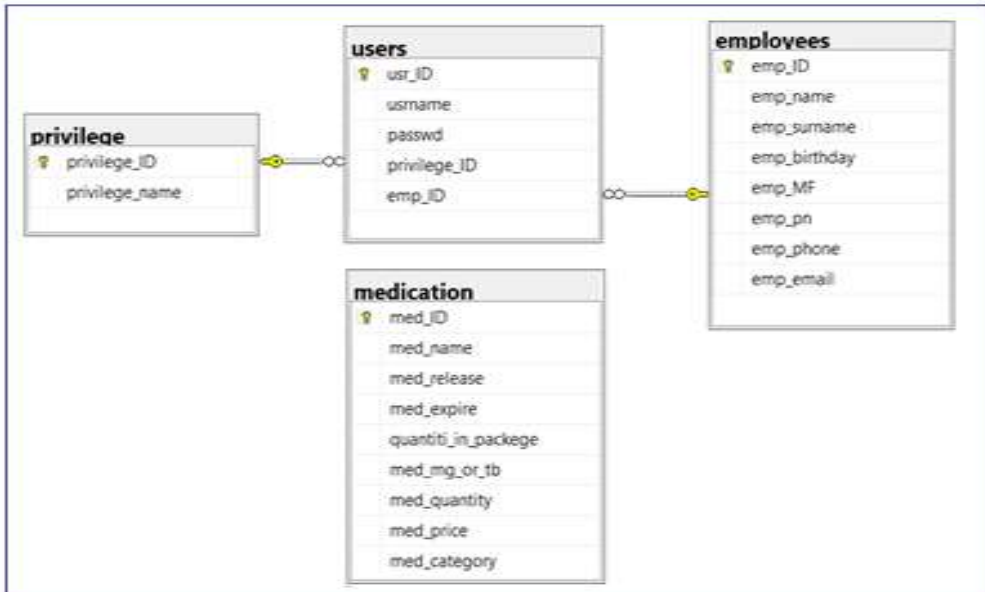 privilege
privilege_ID
privilege_name
users
usr_ID
usrname
passwd
privilege_ID
emp_ID
employees
emp_ID
emp_name
emp_surname
emp_birthday
emp_MF
emp_pn
emp_phone
emp_email
medication
med_ID
med_name
med_release
med_expire
quantiti_in_packege
med_mg_or_tb
med_quantity
med_price
med_category